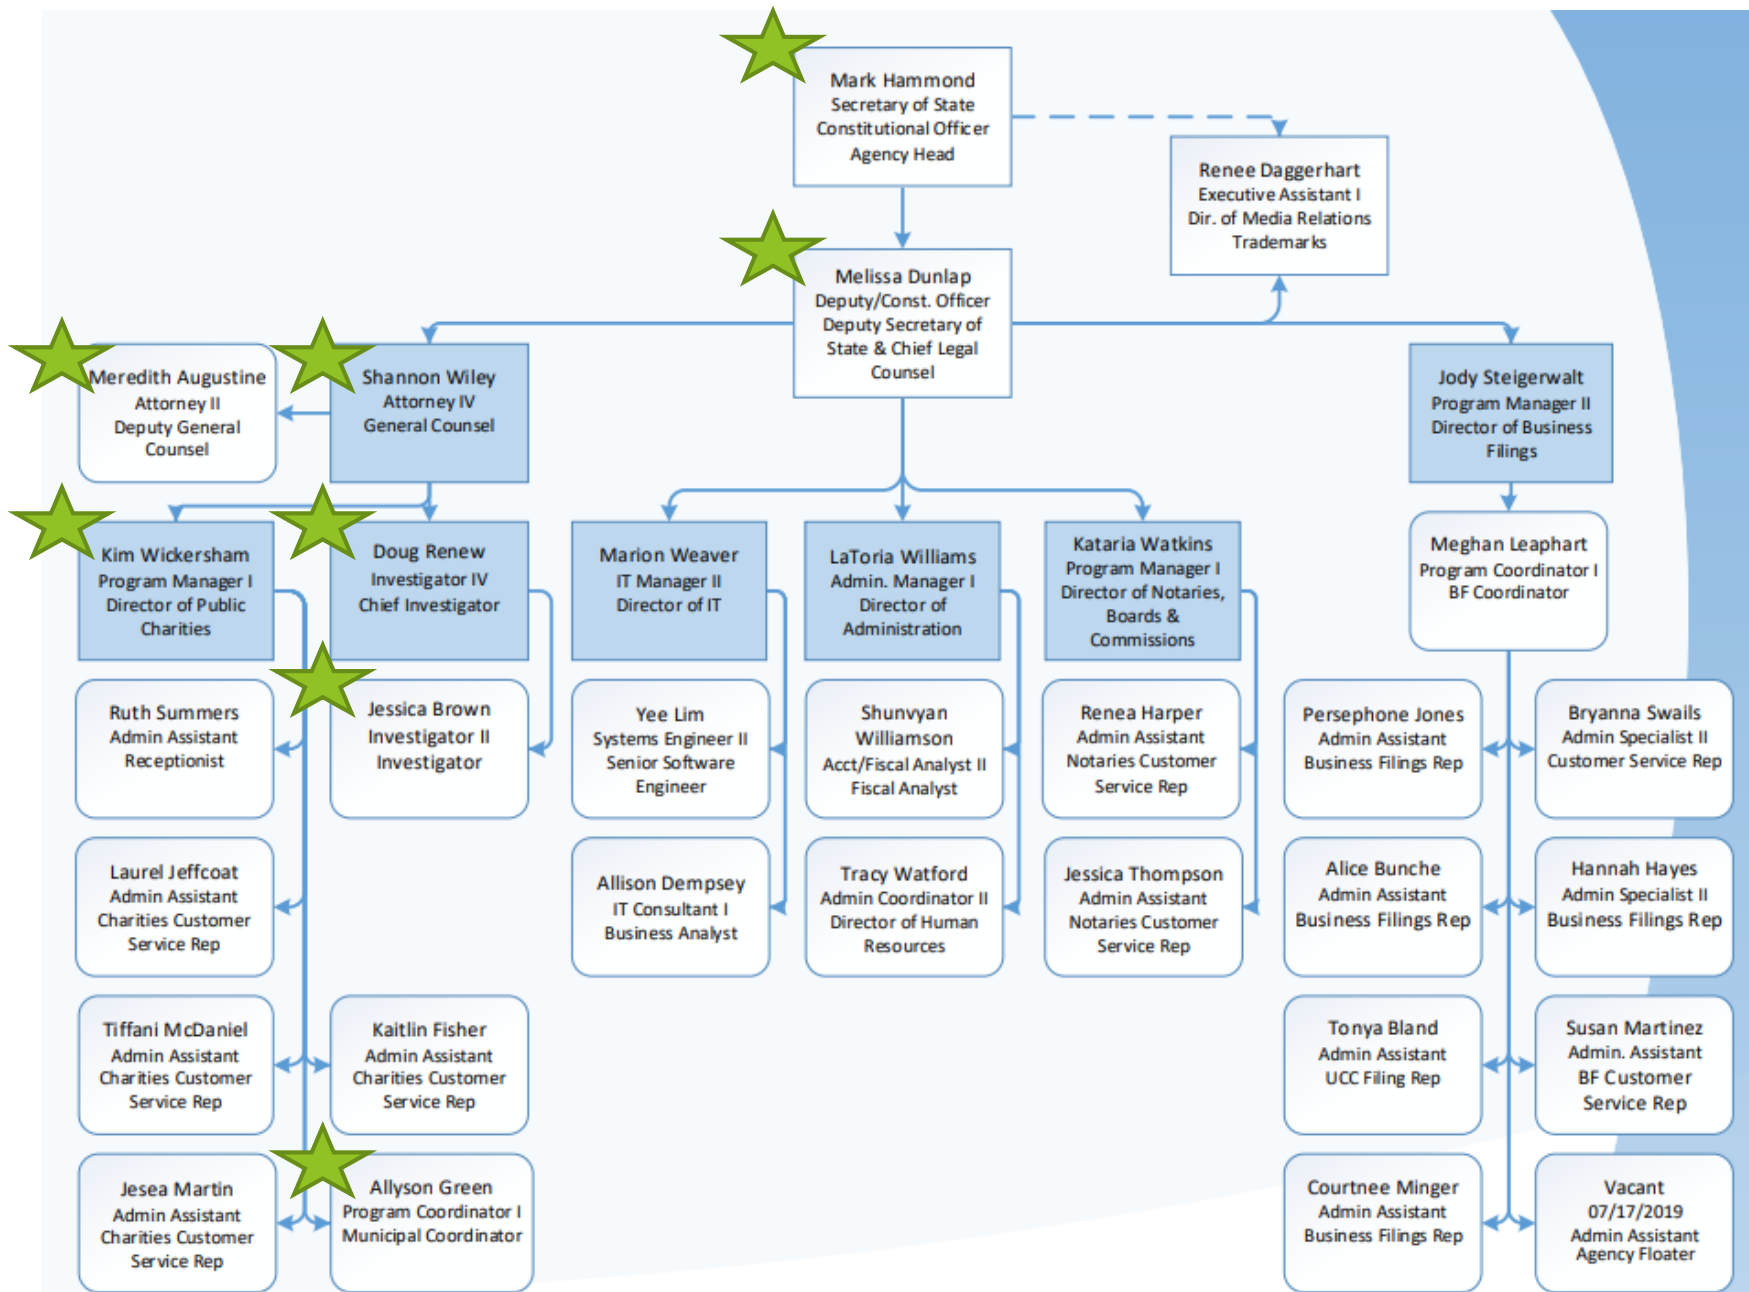 Mark Hammond
Secretary of State
Constitutional Officer
Agency Head
Renee Daggerhart
Executive Assistant I
Dir. of Media Relations
Trademarks
Melissa Dunlap
Deputy/Const. Officer
Deputy Secretary of
State & Chief Legal
Counsel
Meredith Augustine
Attorney II
Deputy General
Counsel
Shannon Wiley
Attorney IV
General Counsel
Jody Steigerwalt
Program Manager II
Director of Business
Filings
Kim Wickersham
Program Manager I
Director of Public
Charities
Doug Renew
Investigator IV
Chief Investigator
Marion Weaver
IT Manager II
Director of IT
LaToria Williams
Admin. Manager I
Director of
Administration
Kataria Watkins
Program Manager I
Director of Notaries,
Boards &
Commissions
Meghan Leaphart
Program Coordinator I
BF Coordinator
Ruth Summers
Admin Assistant
Receptionist
Jessica Brown
Investigator II
Investigator
Yee Lim
Systems Engineer II
Senior Software
Engineer
Shunvyan
Williamson
Acct/Fiscal Analyst II
Fiscal Analyst
Renea Harper
Admin Assistant
Notaries Customer
Service Rep
Persephone Jones
Admin Assistant
Business Filings Rep
Bryanna Swails
Admin Specialist II
Customer Service Rep
Laurel Jeffcoat
Admin Assistant
Charities Customer
Service Rep
Allison Dempsey
IT Consultant I
Business Analyst
Tracy Watford
Admin Coordinator II
Director of Human
Resources
Jessica Thompson
Admin Assistant
Notaries Customer
Service Rep
Alice Bunche
Admin Assistant
Business Filings Rep
Hannah Hayes
Admin Specialist II
Business Filings Rep
Tiffani McDaniel
Admin Assistant
Charities Customer
Service Rep
Kaitlin Fisher
Admin Assistant
Charities Customer
Service Rep
Tonya Bland
Admin Assistant
UCC Filing Rep
Susan Martinez
Admin. Assistant
BF Customer
Service Rep
Jesea Martin
Admin Assistant
Charities Customer
Service Rep
Allyson Green
Program Coordinator I
Municipal Coordinator
Courtnee Minger
Admin Assistant
Business Filings Rep
Vacant
07/17/2019
Admin Assistant
Agency Floater